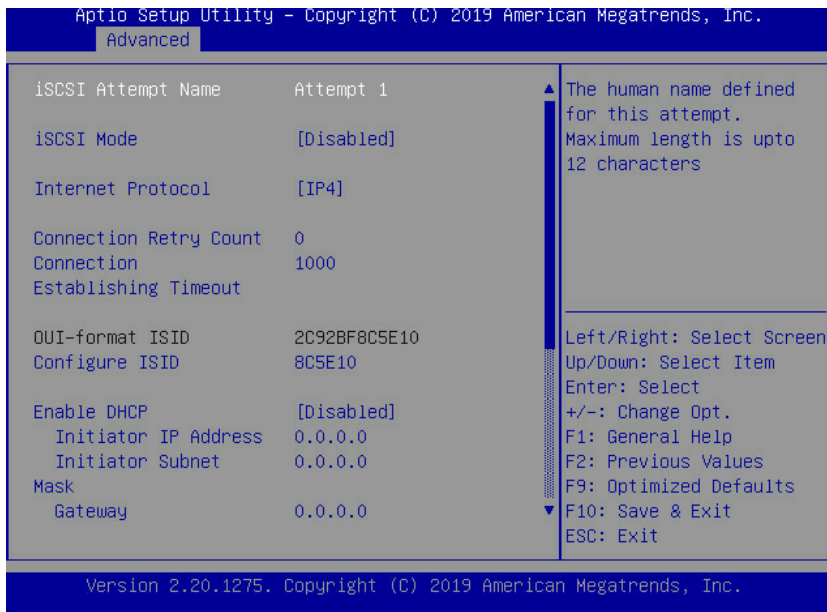 Aptio Setup Utility – Copyright (C) 2019 American Megatrends, Inc.
Advanced
iSCSI Attempt Name Attempt 1
iSCSI Mode [Disabled]
Internet Protocol [IP4]
Connection Retry Count 0
Connection 1000
Establishing Timeout
OUI-format ISID 2C92BF8C5E10
Configure ISID 8C5E10
Enable DHCP [Disabled]
Initiator IP Address 0.0.0.0
Initiator Subnet 0.0.0.0
Mask
Gateway 0.0.0.0
The human name defined
for this attempt.
Maximum length is upto
12 characters
Left/Right: Select Screen
Up/Down: Select Item
Enter: Select
+/-: Change Opt.
F1: General Help
F2: Previous Values
F9: Optimized Defaults
F10: Save & Exit
ESC: Exit
Version 2.20.1275. Copyright (C) 2019 American Megatrends, Inc.